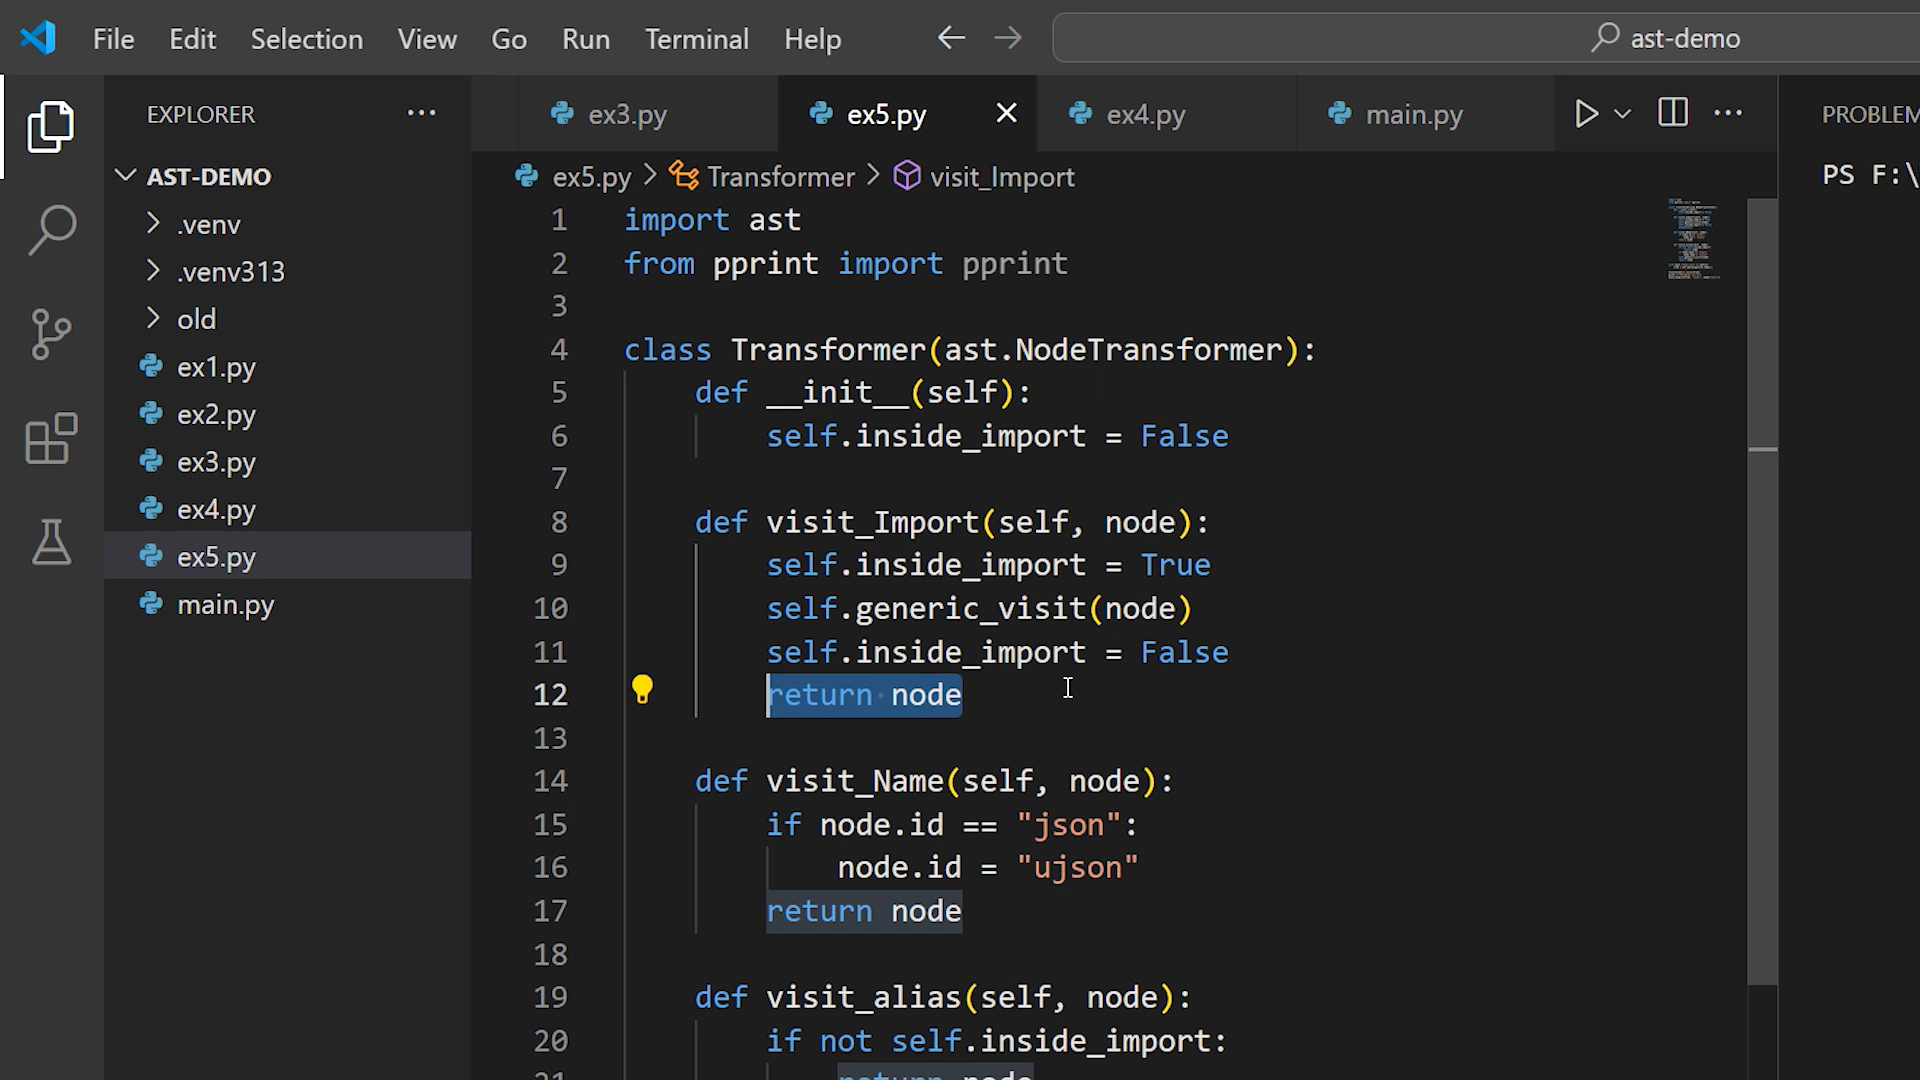 File Edit Selection View Go Run Terminal Help
ast-demo
EXPLORER
AST-DEMO
.venv
.venv313
old
ex1.py
ex2.py
ex3.py
ex4.py
ex5.py
main.py
ex3.py ex5.py ex4.py main.py
ex5.py > Transformer > visit_Import
1 import ast
2 from pprint import pprint
3
4 class Transformer(ast.NodeTransformer):
5 def __init__(self):
6 self.inside_import = False
7
8 def visit_Import(self, node):
9 self.inside_import = True
10 self.generic_visit(node)
11 self.inside_import = False
12 return node
13
14 def visit_Name(self, node):
15 if node.id == "json":
16 node.id = "ujson"
17 return node
18
19 def visit_alias(self, node):
20 if not self.inside_import:
21 return node
PROBLEM
PS F:\